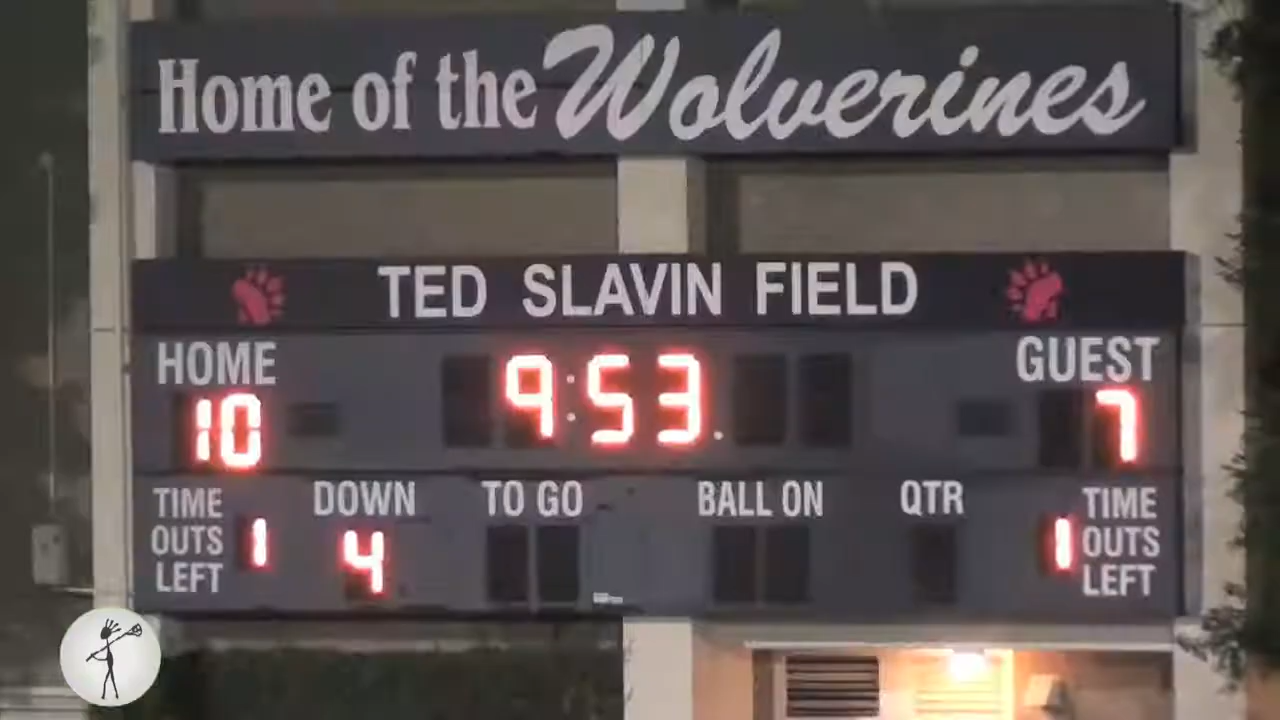 Home of the Wolverines
TED SLAVIN FIELD
HOME
9:53
GUEST
10
7
TIME OUTS LEFT
1
DOWN
4
TO GO
BALL ON
QTR
1
TIME OUTS LEFT